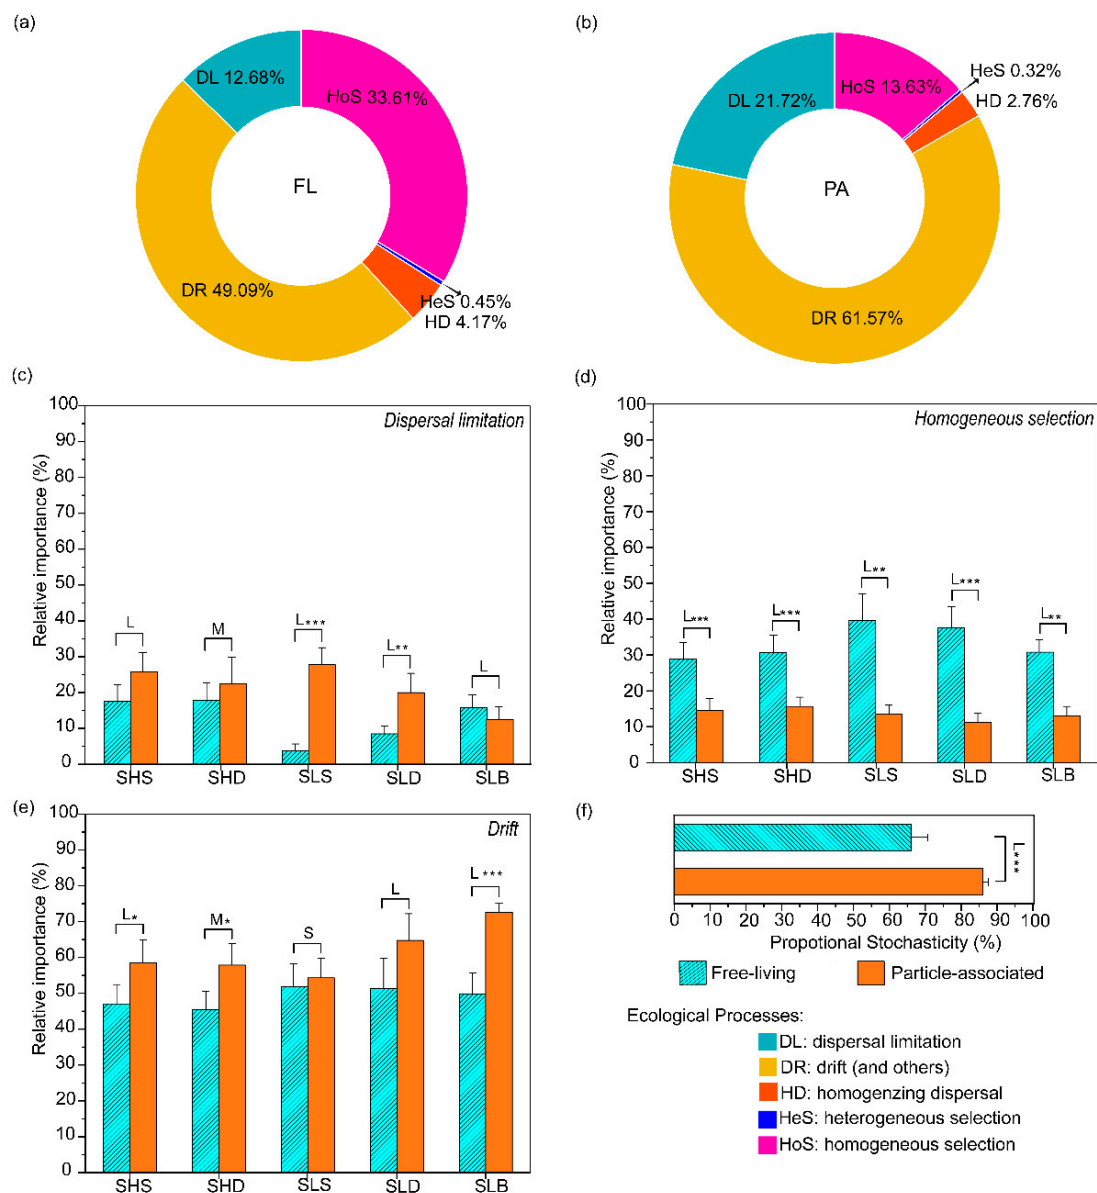 (a)
DL 12.68%
HoS 33.61%
FL
DR 49.09%
HeS 0.45%
HD 4.17%
(b)
HeS 0.32%
HoS 13.63%
HD 2.76%
DL 21.72%
PA
DR 61.57%
(c)
Dispersal limitation
Relative importance (%)
100
90
80
70
60
50
40
30
20
10
0
L
M
L***
L**
L
SHS SHD SLS SLD SLB
(d)
Homogeneous selection
Relative importance (%)
100
90
80
70
60
50
40
30
20
10
0
L***
L***
L**
L***
L**
SHS SHD SLS SLD SLB
(e)
Drift
Relative importance (%)
100
90
80
70
60
50
40
30
20
10
0
L*
M*
S
L
L ***
SHS SHD SLS SLD SLB
(f)
L***
0 10 20 30 40 50 60 70 80 90 100
Propotional Stochasticity (%)
Free-living Particle-associated
Ecological Processes:
DL: dispersal limitation
DR: drift (and others)
HD: homogenzing dispersal
HeS: heterogeneous selection
HoS: homogeneous selection